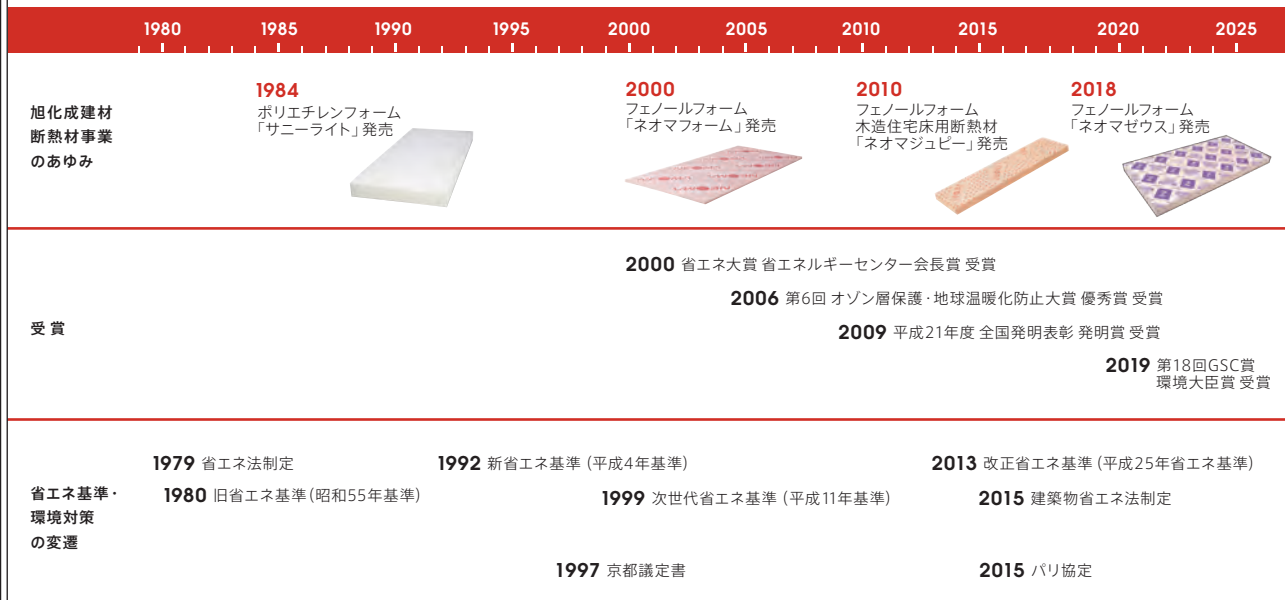 1980 1985 1990 1995 2000 2005 2010 2015 2020 2025
旭化成建材
断熱材事業
のあゆみ
1984
ポリエチレンフォーム
「サニーライト」発売
2000
フェノールフォーム
「ネオマフォーム」発売
2010
フェノールフォーム
木造住宅床用断熱材
「ネオマジュピー」発売
2018
フェノールフォーム
「ネオマゼウス」発売
受賞
2000 省エネ大賞 省エネルギーセンター会長賞 受賞
2006 第6回 オゾン層保護・地球温暖化防止大賞 優秀賞 受賞
2009 平成21年度 全国発明表彰 発明賞 受賞
2019 第18回GSC賞
環境大臣賞 受賞
省エネ基準・
環境対策
の変遷
1979 省エネ法制定
1980 旧省エネ基準(昭和55年基準)
1992 新省エネ基準 (平成4年基準)
1999 次世代省エネ基準 (平成11年基準)
2013 改正省エネ基準 (平成25年省エネ基準)
2015 建築物省エネ法制定
1997 京都議定書
2015 パリ協定